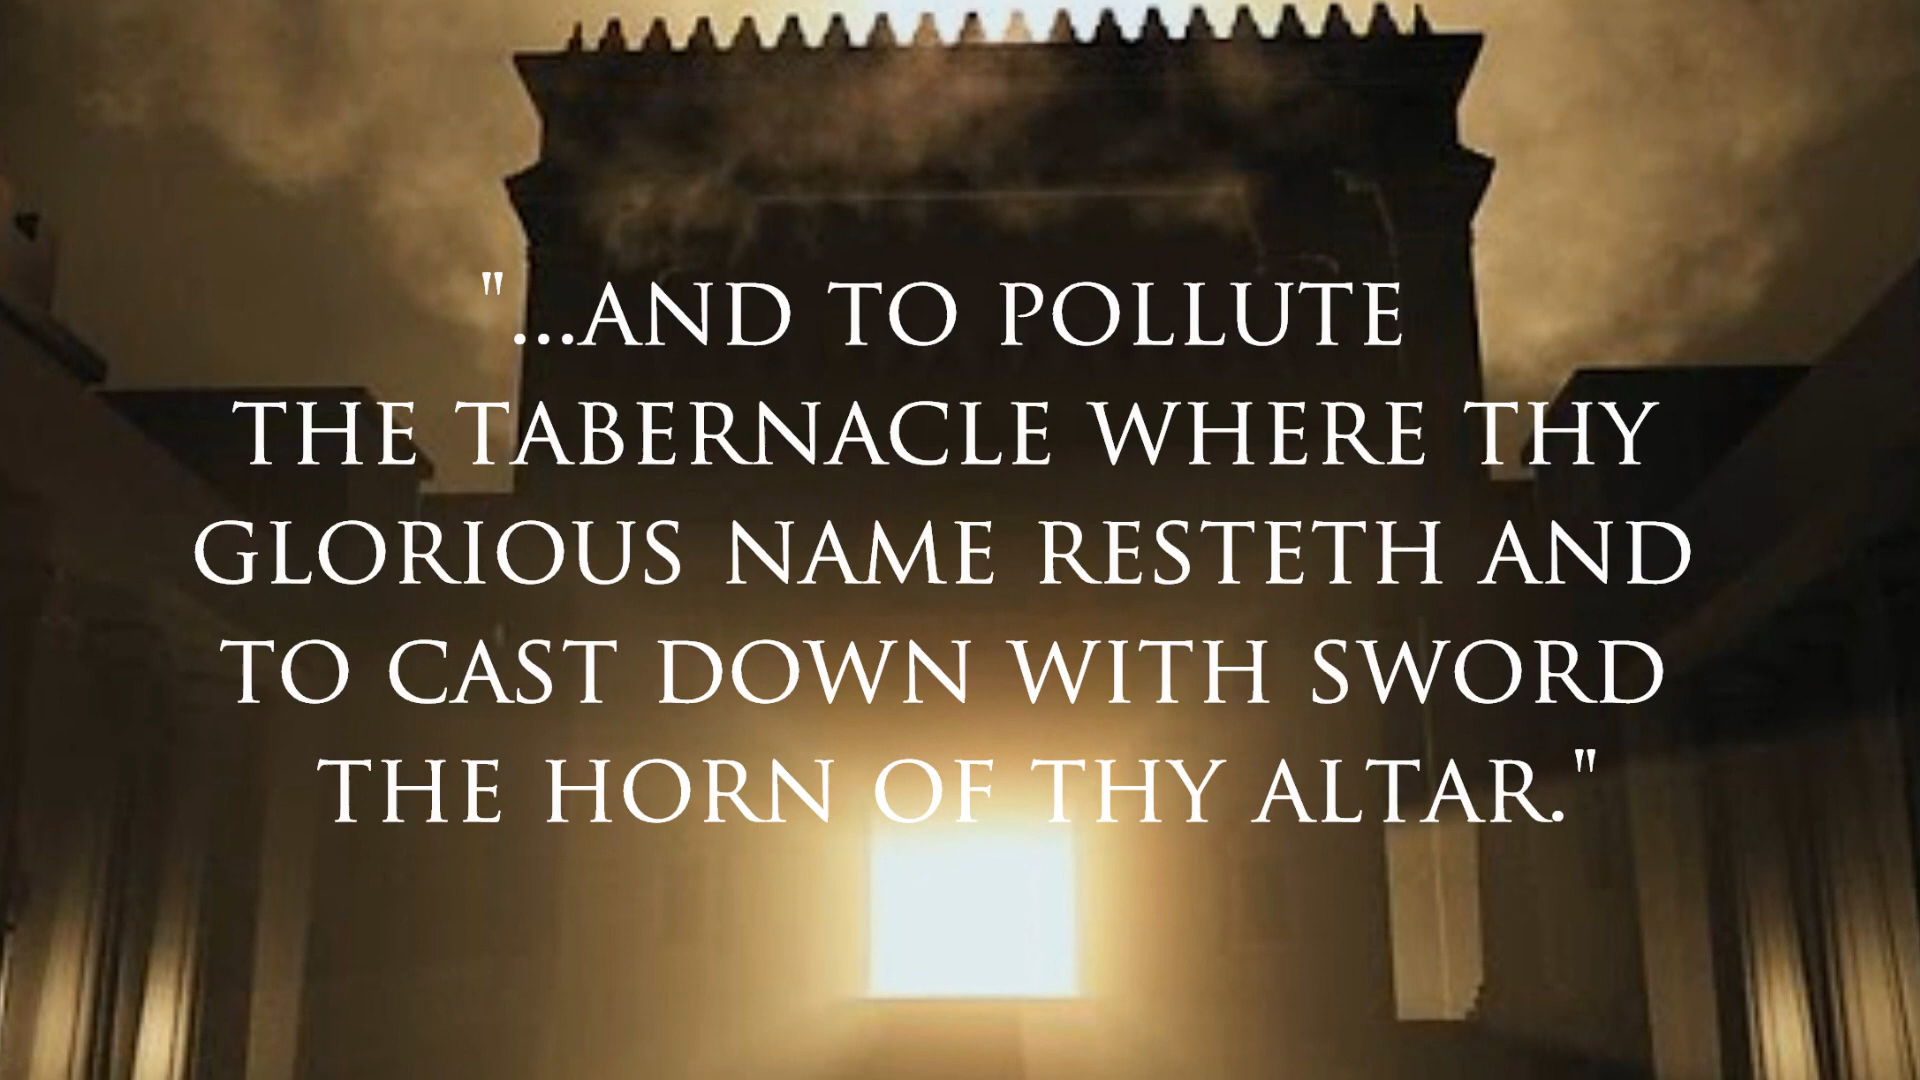 "...AND TO POLLUTE
THE TABERNACLE WHERE THY
GLORIOUS NAME RESTETH AND
TO CAST DOWN WITH SWORD
THE HORN OF THY ALTAR."